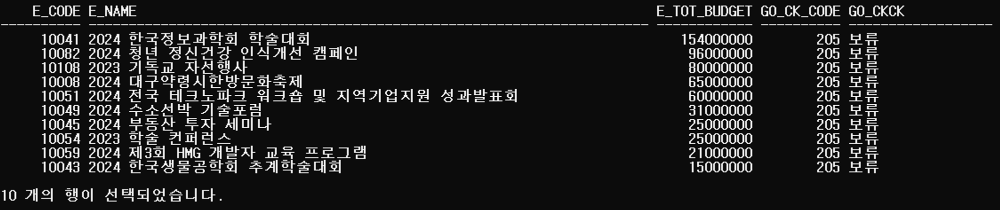 E_CODE E_NAME E_TOT_BUDGET GO_CK_CODE GO_CKCK
---------- ---------------------------------------------------------------------- ------------ ---------- ------------------
10041 2024 한국정보과학회 학술대회 154000000 205 보류
10082 2024 청년 정신건강 인식개선 캠페인 96000000 205 보류
10108 2023 기독교 자선행사 80000000 205 보류
10008 2024 대구약령시한방문화축제 65000000 205 보류
10051 2024 전국 테크노파크 워크숍 및 지역기업지원 성과발표회 60000000 205 보류
10049 2024 수소선박 기술포럼 31000000 205 보류
10045 2024 부동산 투자 세미나 25000000 205 보류
10054 2023 학술 컨퍼런스 25000000 205 보류
10059 2024 제3회 HMG 개발자 교육 프로그램 21000000 205 보류
10043 2024 한국생물공학회 추계학술대회 15000000 205 보류
10 개의 행이 선택되었습니다.